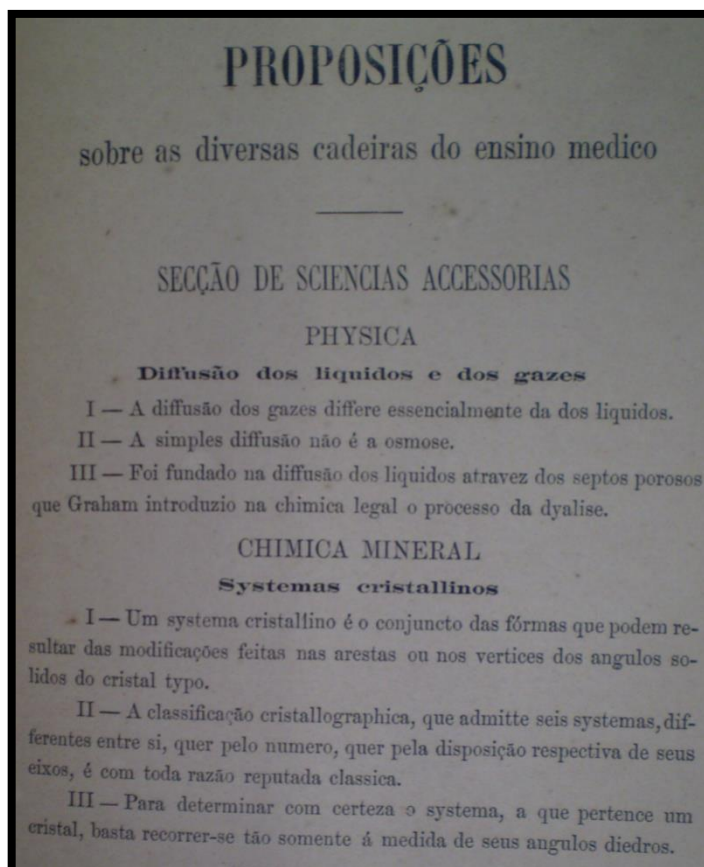 PROPOSIÇÕES
sobre as diversas cadeiras do ensino medico
SECÇÃO DE SCIENCIAS ACCESSORIAS
PHYSICA
Diffusão dos liquidos e dos gazes
I — A diffusão dos gazes differe essencialmente da dos liquidos.
II — A simples diffusão não é a osmose.
III — Foi fundado na diffusão dos liquidos atravez dos septos porosos
que Graham introduzio na chimica legal o processo da dyalise.
CHIMICA MINERAL
Systemas cristallinos
I — Um systema cristallino é o conjuncto das fórmas que podem re-
sultar das modificações feitas nas arestas ou nos vertices dos angulos so-
lidos do cristal typo.
II — A classificação cristallographica, que admitte seis systemas, dif-
ferentes entre si, quer pelo numero, quer pela disposição respectiva de seus
eixos, é com toda razão reputada classica.
III — Para determinar com certeza o systema, a que pertence um
cristal, basta recorrer-se tão somente á medida de seus angulos diedros.